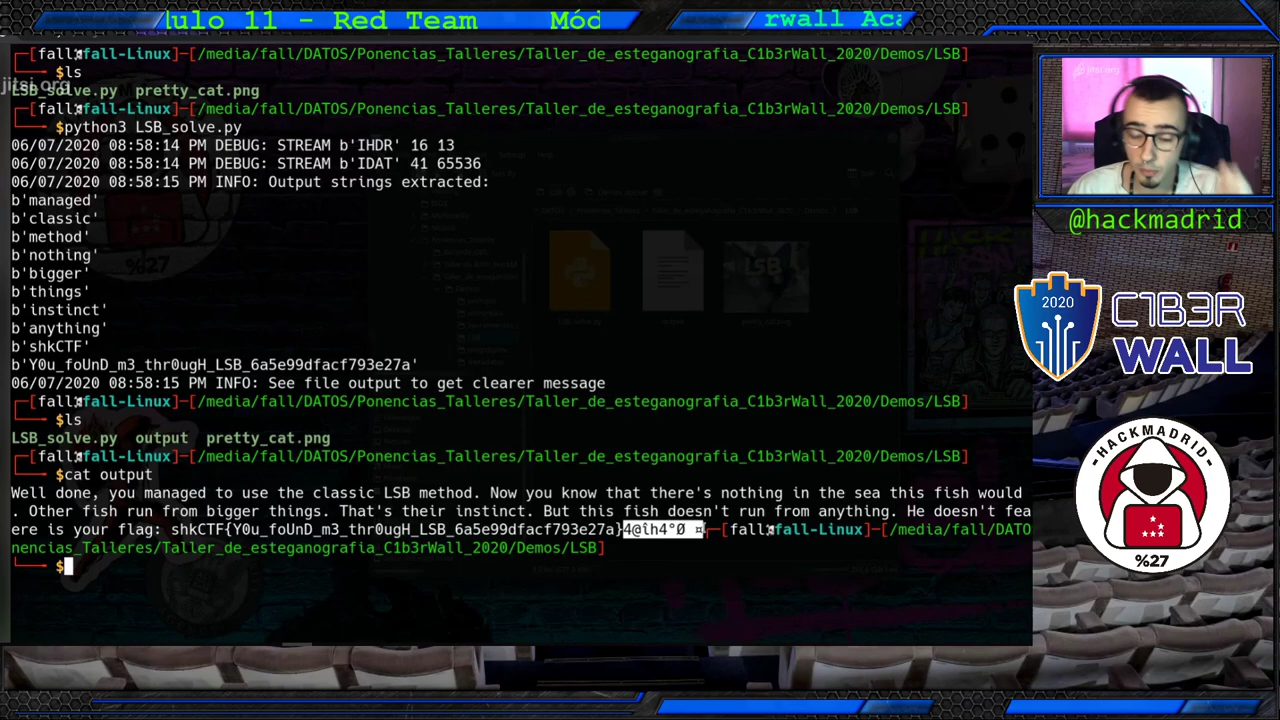 ulo 11 - Red Team Mód
rwall Aca
┌─[fall@fall-Linux]─[/media/fall/DATOS/Ponencias_Talleres/Taller_de_esteganografia_C1b3rWall_2020/Demos/LSB]
└──╼ $ls
jitsi.org
LSB_solve.py pretty_cat.png
┌─[fall@fall-Linux]─[/media/fall/DATOS/Ponencias_Talleres/Taller_de_esteganografia_C1b3rWall_2020/Demos/LSB]
└──╼ $python3 LSB_solve.py
06/07/2020 08:58:14 PM DEBUG: STREAM b'IHDR' 16 13
06/07/2020 08:58:14 PM DEBUG: STREAM b'IDAT' 41 65536
06/07/2020 08:58:15 PM INFO: Output strings extracted:
b'managed'
b'classic'
b'method'
b'nothing'
b'bigger'
b'things'
b'instinct'
b'anything'
b'shkCTF'
b'Y0u_foUnD_m3_thr0ugH_LSB_6a5e99dfacf793e27a'
06/07/2020 08:58:15 PM INFO: See file output to get clearer message
┌─[fall@fall-Linux]─[/media/fall/DATOS/Ponencias_Talleres/Taller_de_esteganografia_C1b3rWall_2020/Demos/LSB]
└──╼ $ls
LSB_solve.py output pretty_cat.png
┌─[fall@fall-Linux]─[/media/fall/DATOS/Ponencias_Talleres/Taller_de_esteganografia_C1b3rWall_2020/Demos/LSB]
└──╼ $cat output
Well done, you managed to use the classic LSB method. Now you know that there's nothing in the sea this fish would
. Other fish run from bigger things. That's their instinct. But this fish doesn't run from anything. He doesn't fea
ere is your flag: shkCTF{Y0u_foUnD_m3_thr0ugH_LSB_6a5e99dfacf793e27a}4@îh4°Ø ¤┌─[fall@fall-Linux]─[/media/fall/DATO
nencias_Talleres/Taller_de_esteganografia_C1b3rWall_2020/Demos/LSB]
└──╼ $
jitsi.org
@hackmadrid
2020
C1B3R
WALL
HACKMADRID
%27
%27
LSB